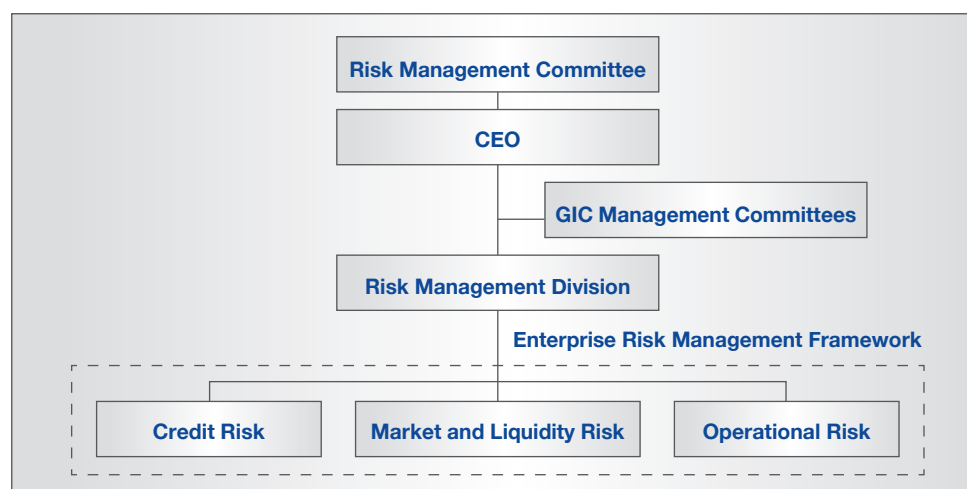 Risk Management Committee
CEO
GIC Management Committees
Risk Management Division
Enterprise Risk Management Framework
Credit Risk
Market and Liquidity Risk
Operational Risk